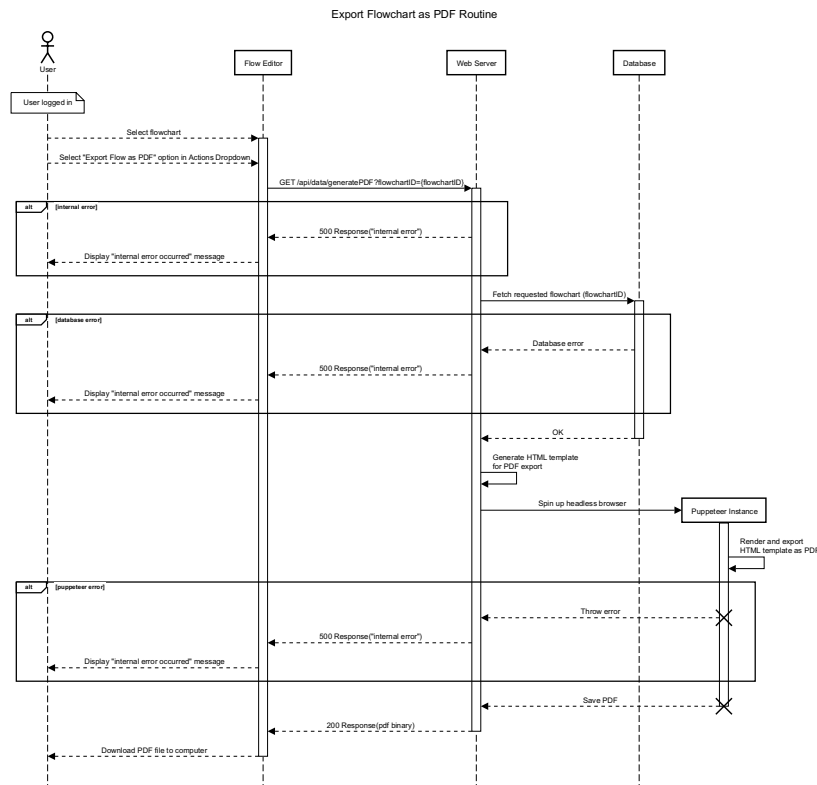 Export Flowchart as PDF Routine
User
Flow Editor
Web Server
Database
User logged in
Select flowchart
Select "Export Flow as PDF" option in Actions Dropdown
GET /api/data/generatePDF?flowchartID={flowchartID}
alt
[internal error]
500 Response("internal error")
Display "internal error occurred" message
Fetch requested flowchart (flowchartID)
alt
[database error]
Database error
500 Response("internal error")
Display "internal error occurred" message
OK
Generate HTML template
for PDF export
Spin up headless browser
Puppeteer Instance
Render and export
HTML template as PDF
alt
[puppeteer error]
Throw error
500 Response("internal error")
Display "internal error occurred" message
Save PDF
200 Response(pdf binary)
Download PDF file to computer